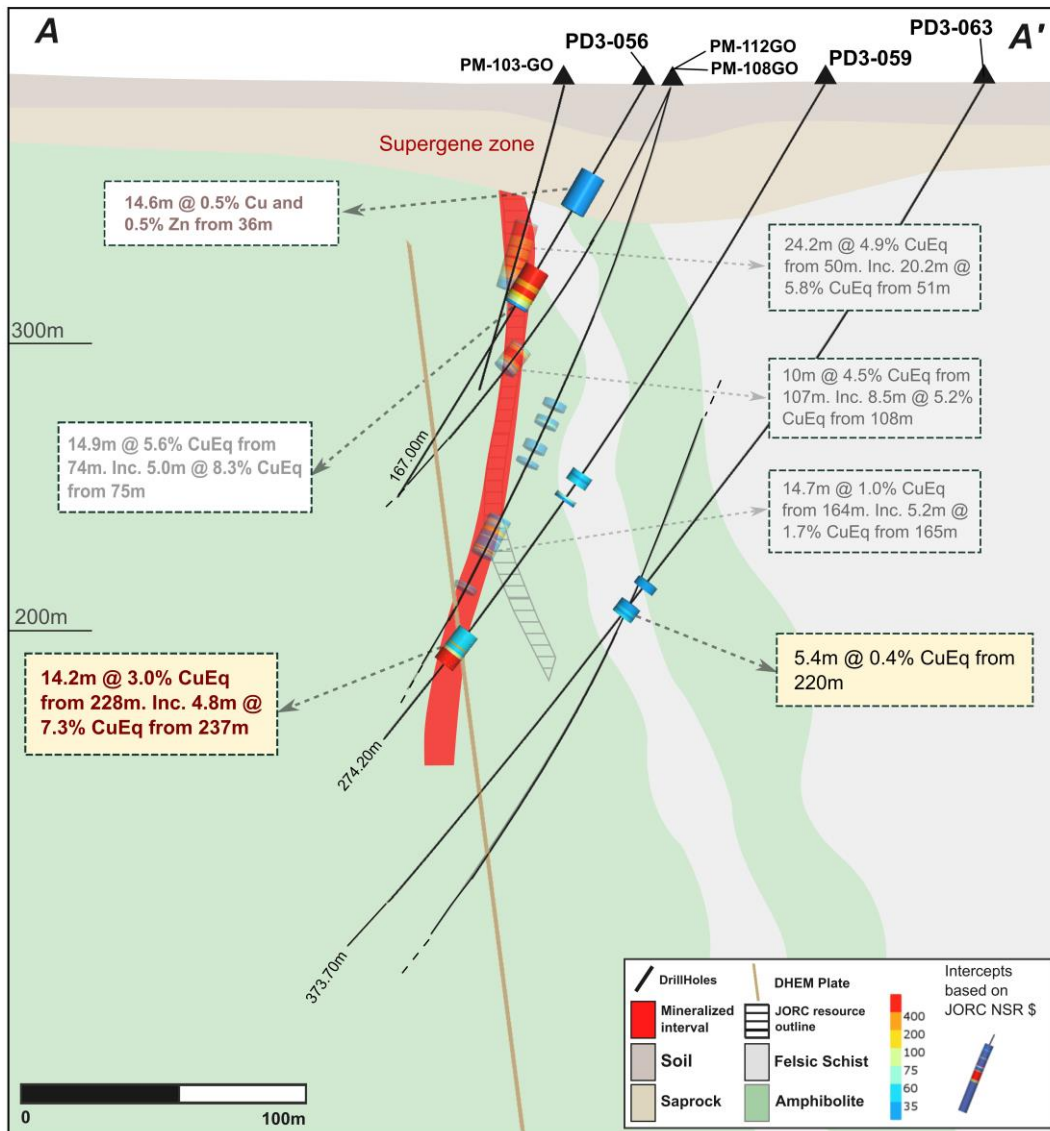 A
A'
PM-103-GO
PD3-056
PM-112GO
PM-108GO
PD3-059
PD3-063
Supergene zone
14.6m @ 0.5% Cu and
0.5% Zn from 36m
24.2m @ 4.9% CuEq
from 50m. Inc. 20.2m @
5.8% CuEq from 51m
300m
10m @ 4.5% CuEq from
107m. Inc. 8.5m @ 5.2%
CuEq from 108m
14.9m @ 5.6% CuEq from
74m. Inc. 5.0m @ 8.3% CuEq
from 75m
167.00m
14.7m @ 1.0% CuEq
from 164m. Inc. 5.2m @
1.7% CuEq from 165m
200m
14.2m @ 3.0% CuEq
from 228m. Inc. 4.8m @
7.3% CuEq from 237m
5.4m @ 0.4% CuEq from
220m
274.20m
373.70m
DrillHoles
DHEM Plate
Mineralized
interval
JORC resource
outline
Soil
Felsic Schist
Saprock
Amphibolite
400
200
100
75
60
35
Intercepts
based on
JORC NSR $
0
100m